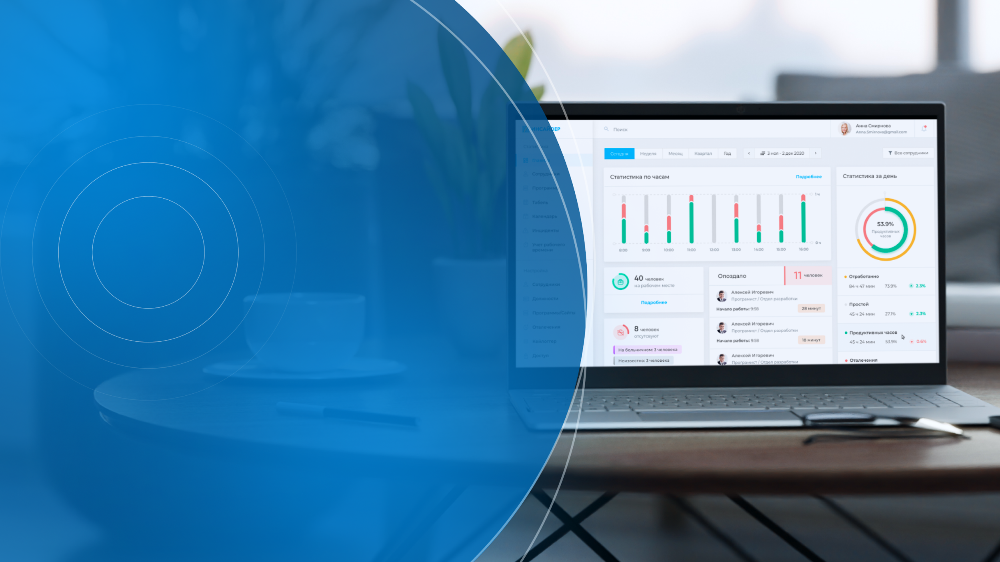 ИНСАЙДЕР
Поиск
Анна Смирнова
Anna.Smirnova@gmail.com
Статистика
Главная
Сотрудники
Программы
Табель
Календарь
Инциденты
Учет рабочего
времени
Настройка
Сотрудники
Должности
Программы/Сайты
Отвлечения
Кейлоггер
Доступ
Сегодня
Неделя
Месяц
Квартал
Год
3 ноя - 2 дек 2020
Все сотрудники
Статистика по часам
Подробнее
1 ч
0 ч
8:00 9:00 10:00 11:00 12:00 13:00 14:00 15:00 16:00
40 человек
на рабочем месте
Подробнее
8 человек
отсутсвуют
На больничном: 3 человека
Неизвестно: 3 человека
Опоздало
11 человек
Алексей Игоревич
Програмист / Отдел разработки
Начало работы: 9:58
28 минут
Алексей Игоревич
Програмист / Отдел разработки
Начало работы: 9:58
18 минут
Алексей Игоревич
Програмист / Отдел разработки
Статистика за день
53.9%
Продуктивных
часов
Отработанно
84 ч 47 мин 73.9% 2.3%
Простой
45 ч 24 мин 27.1% 2.3%
Продуктивных часов
45 ч 24 мин 53.9% 0.6%
Отвлечения